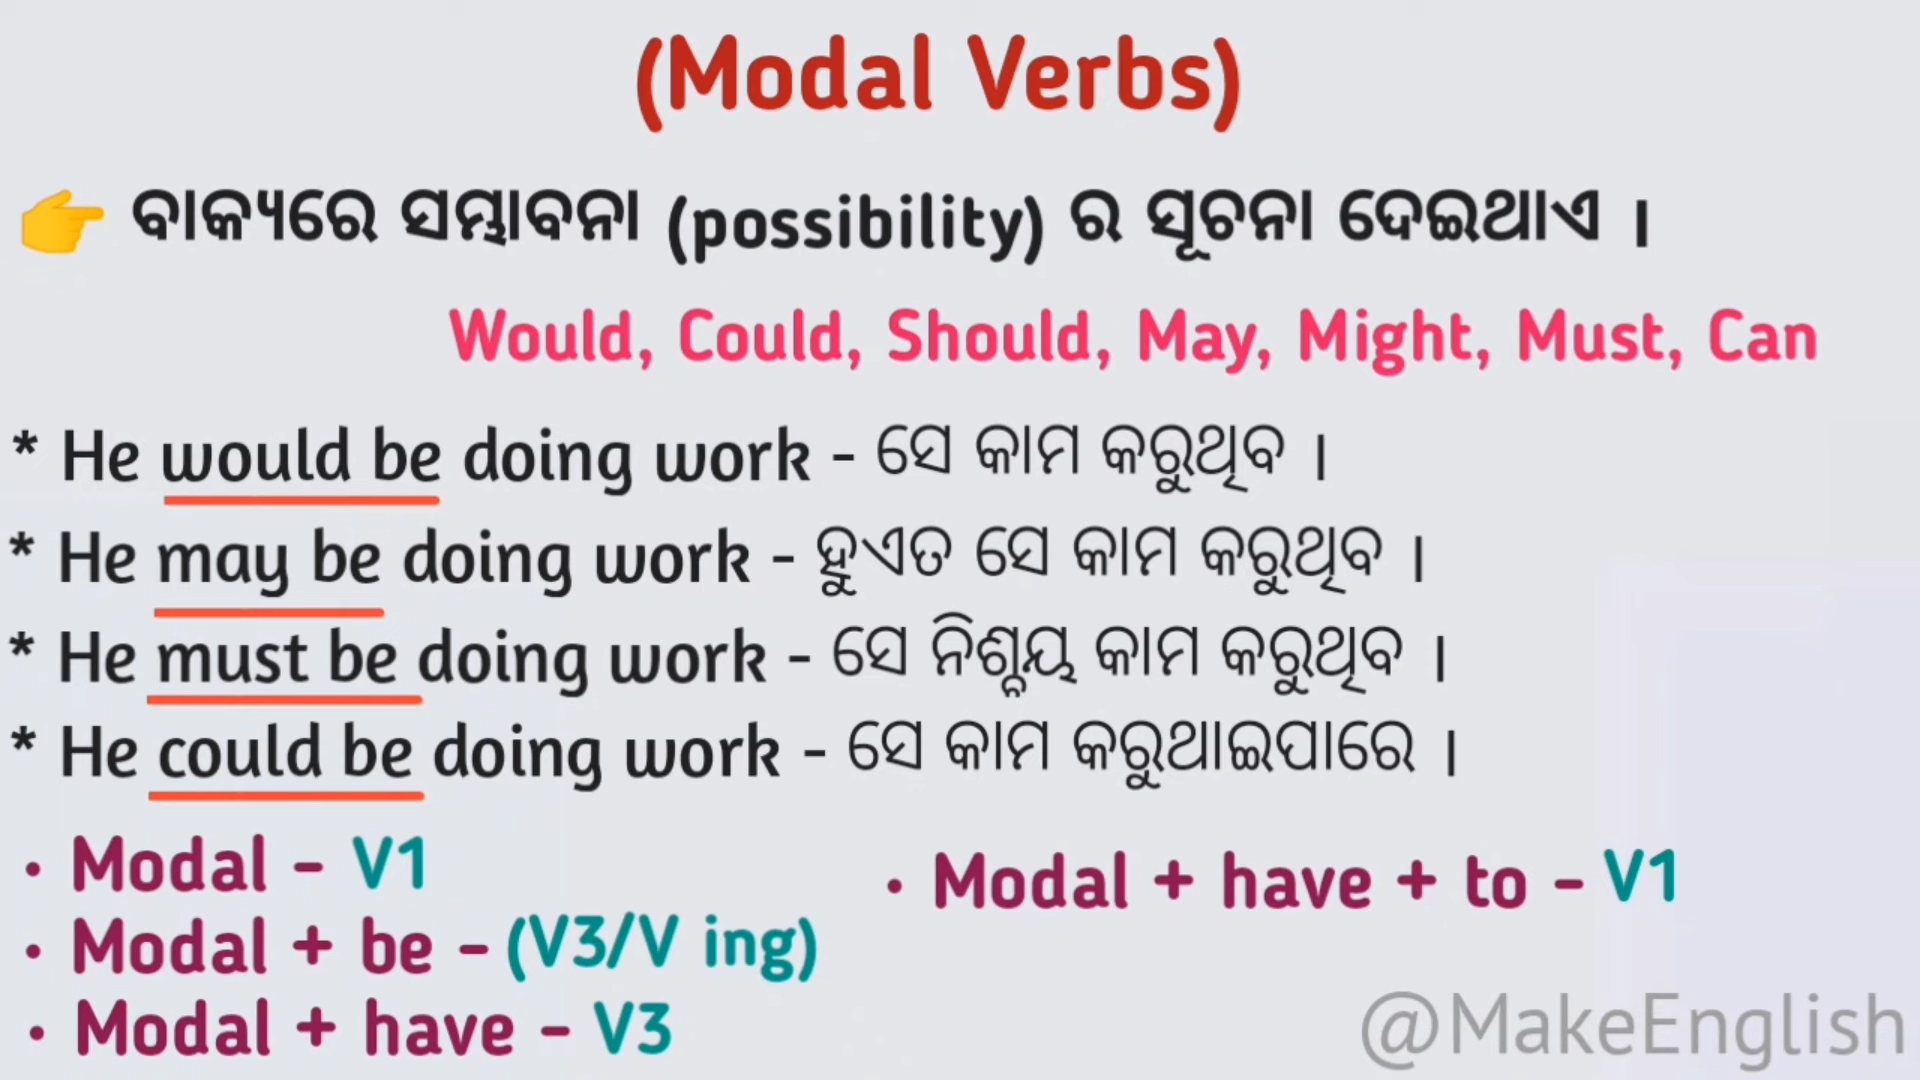 (Modal Verbs)
👉 ବାକ୍ୟରେ ସମ୍ଭାବନା (possibility) ର ସୂଚନା ଦେଇଥାଏ ।
Would, Could, Should, May, Might, Must, Can
* He would be doing work - ସେ କାମ କରୁଥିବ ।
* He may be doing work - ହୁଏତ ସେ କାମ କରୁଥିବ ।
* He must be doing work - ସେ ନିଶ୍ଚୟ କାମ କରୁଥିବ ।
* He could be doing work - ସେ କାମ କରୁଥାଇପାରେ ।
• Modal - V1
• Modal + be - (V3/V ing)
• Modal + have - V3
• Modal + have + to - V1
@MakeEnglish